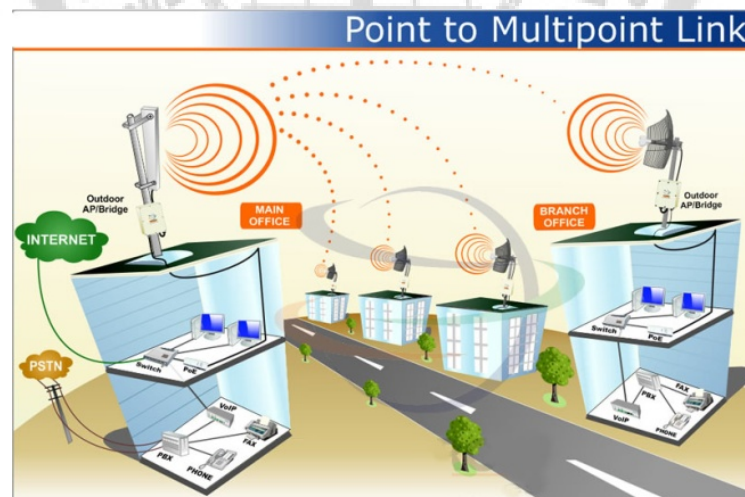 Point to Multipoint Link
Outdoor
AP/Bridge
MAIN
OFFICE
BRANCH
OFFICE
Outdoor
AP/Bridge
INTERNET
Switch
PoE
PSTN
VoIP
PBX
FAX
PHONE
Switch
PoE
VoIP
PBX
FAX
PHONE